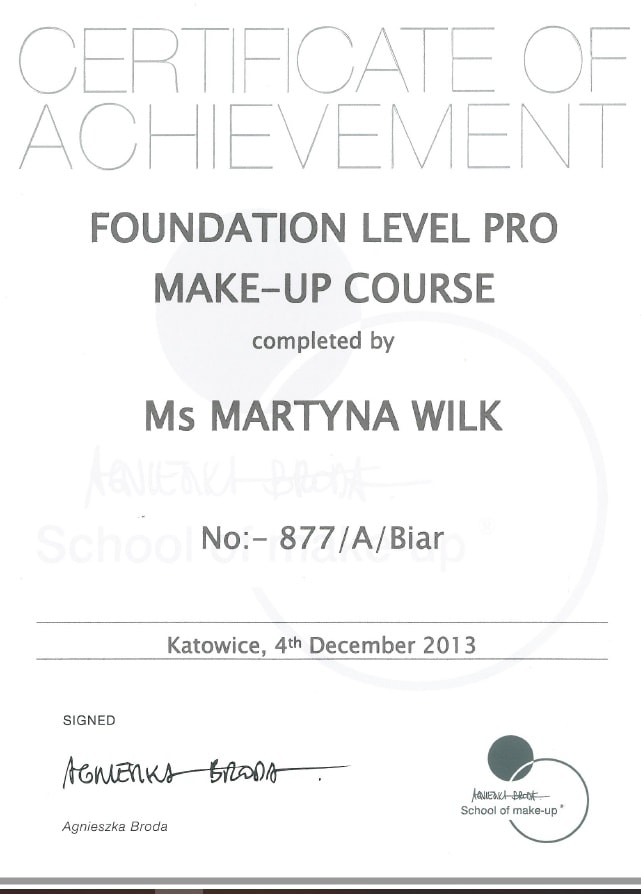 CERTIFICATE OF
ACHIEVEMENT
FOUNDATION LEVEL PRO
MAKE-UP COURSE
completed by
Ms MARTYNA WILK
AGNIESZKA BRODA
No:- 877/A/Biar
School of make-up ®
Katowice, 4th December 2013
SIGNED
AGNIESZKA BRODA
Agnieszka Broda
AGNIESZKA BRODA
School of make-up ®